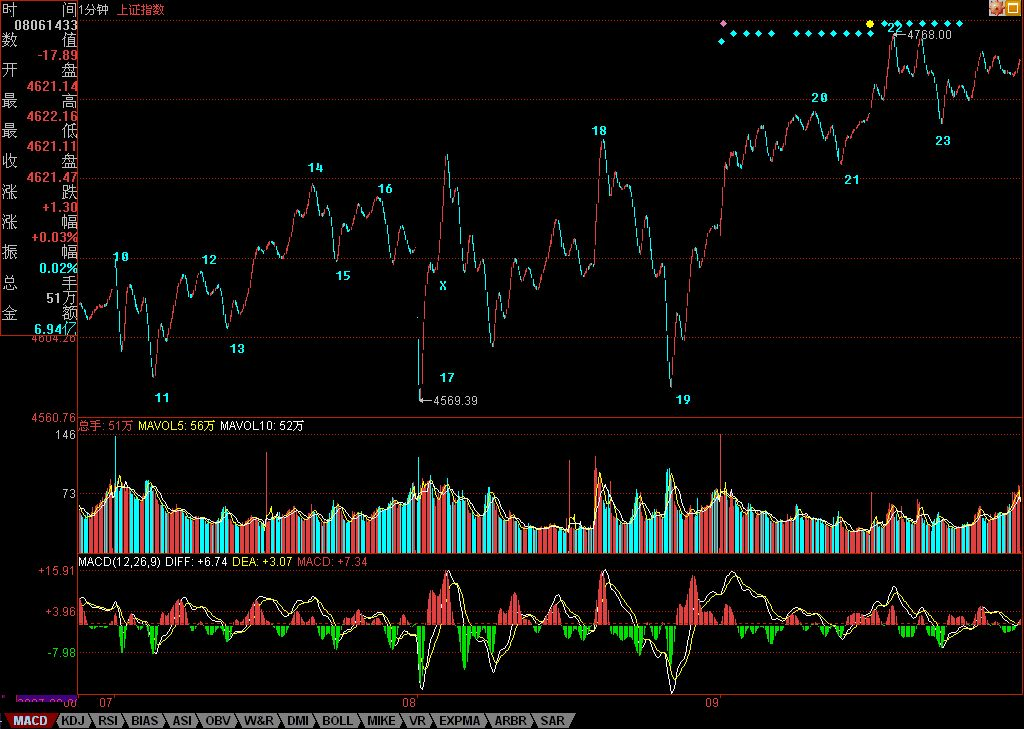 时 间
1分钟 上证指数
08061433
数 值
-17.89
开 盘
4621.14
最 高
4622.16
最 低
4621.11
收 盘
4621.47
涨 跌
+1.30
涨 幅
+0.03%
振 幅
0.02%
总 手
51万
金 额
6.94亿
4604.28
4560.76
22
4768.00
20
18
23
14
21
16
10
12
15
X
13
17
11
4569.39
19
总手: 51万 MAVOL5: 56万 MAVOL10: 52万
146
73
MACD(12,26,9) DIFF: +6.74 DEA: +3.07 MACD: +7.34
+15.91
+3.96
-7.98
07 08 09
MACD KDJ RSI BIAS ASI OBV W&R DMI BOLL MIKE VR EXPMA ARBR SAR